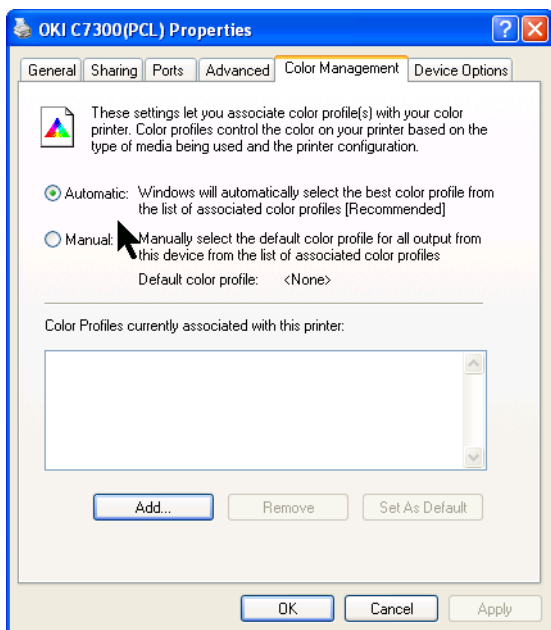 OKI C7300(PCL) Properties
General Sharing Ports Advanced Color Management Device Options
These settings let you associate color profile(s) with your color
printer. Color profiles control the color on your printer based on the
type of media being used and the printer configuration.
Automatic: Windows will automatically select the best color profile from
the list of associated color profiles [Recommended]
Manual: Manually select the default color profile for all output from
this device from the list of associated color profiles
Default color profile: <None>
Color Profiles currently associated with this printer:
Add... Remove Set As Default
OK Cancel Apply